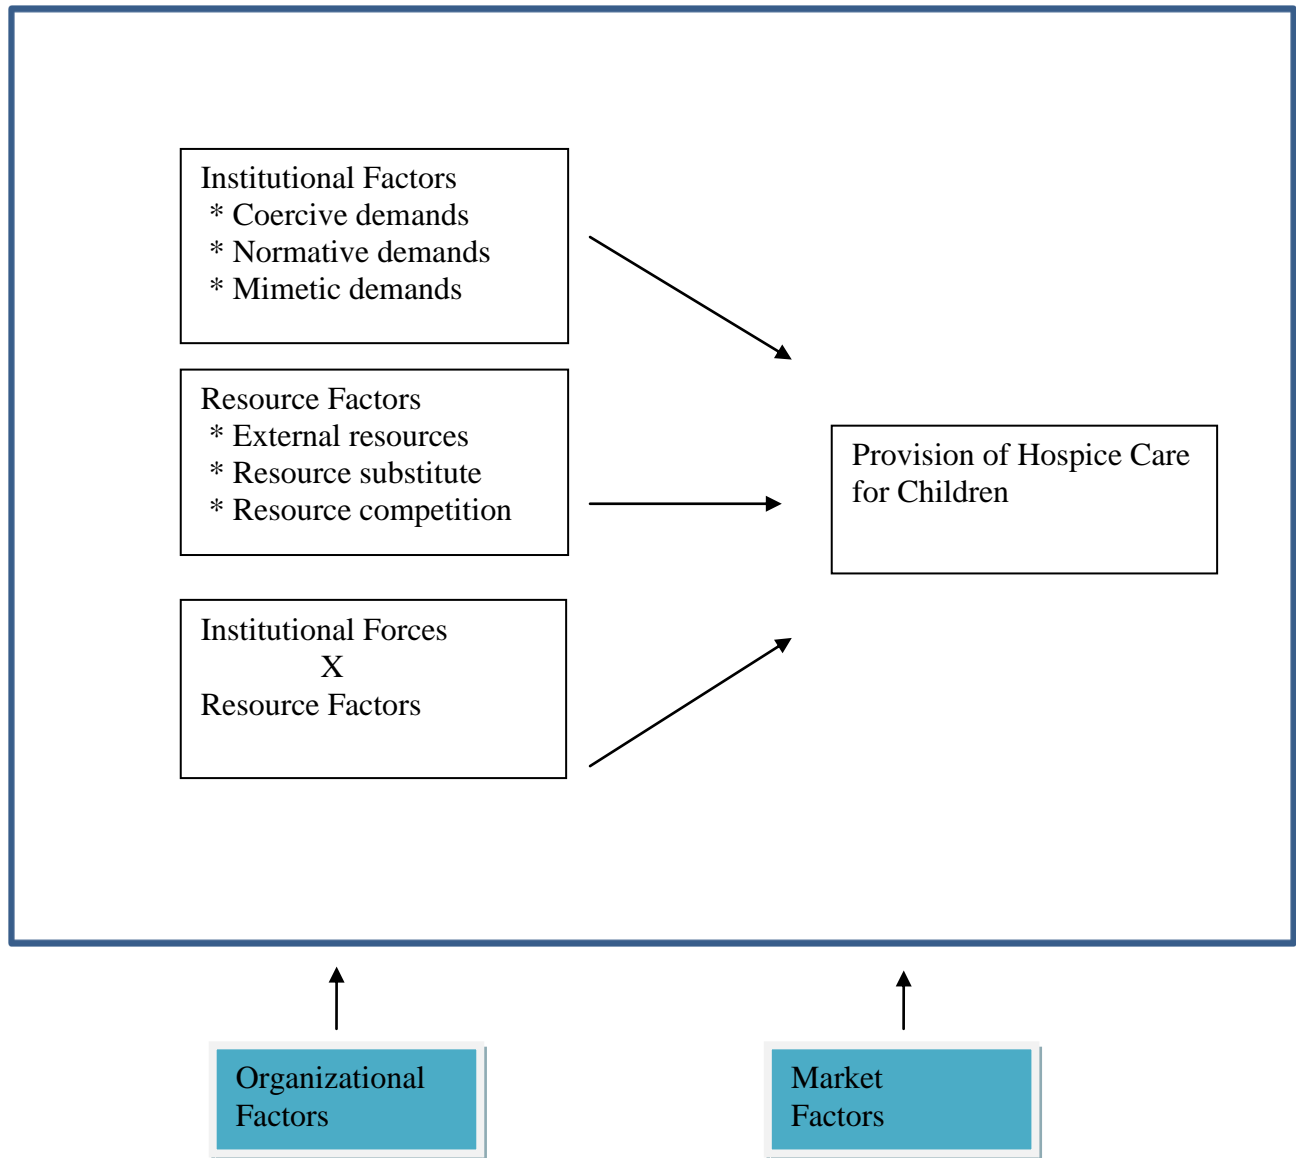 Institutional Factors
* Coercive demands
* Normative demands
* Mimetic demands
Resource Factors
* External resources
* Resource substitute
* Resource competition
Provision of Hospice Care
for Children
Institutional Forces
X
Resource Factors
Organizational
Factors
Market
Factors